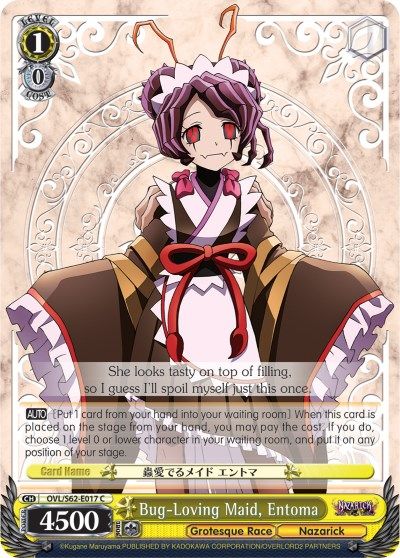 LEVEL
1
0
COST
She looks tasty on top of filling,
so I guess I'll spoil myself just this once.
AUTO [Put 1 card from your hand into your waiting room] When this card is
placed on the stage from your hand, you may pay the cost. If you do,
choose 1 level 0 or lower character in your waiting room, and put it on any
position of your stage.
Card Name
蟲愛でるメイド エントマ
CH OVL/S62-E017 C
POWER 4500 SOUL Bug-Loving Maid, Entoma NAZARICK
Grotesque Race Nazarick
©Kugane Maruyama,PUBLISHED BY KADOKAWA CORPORATION/OVERLORD2 PARTNERS